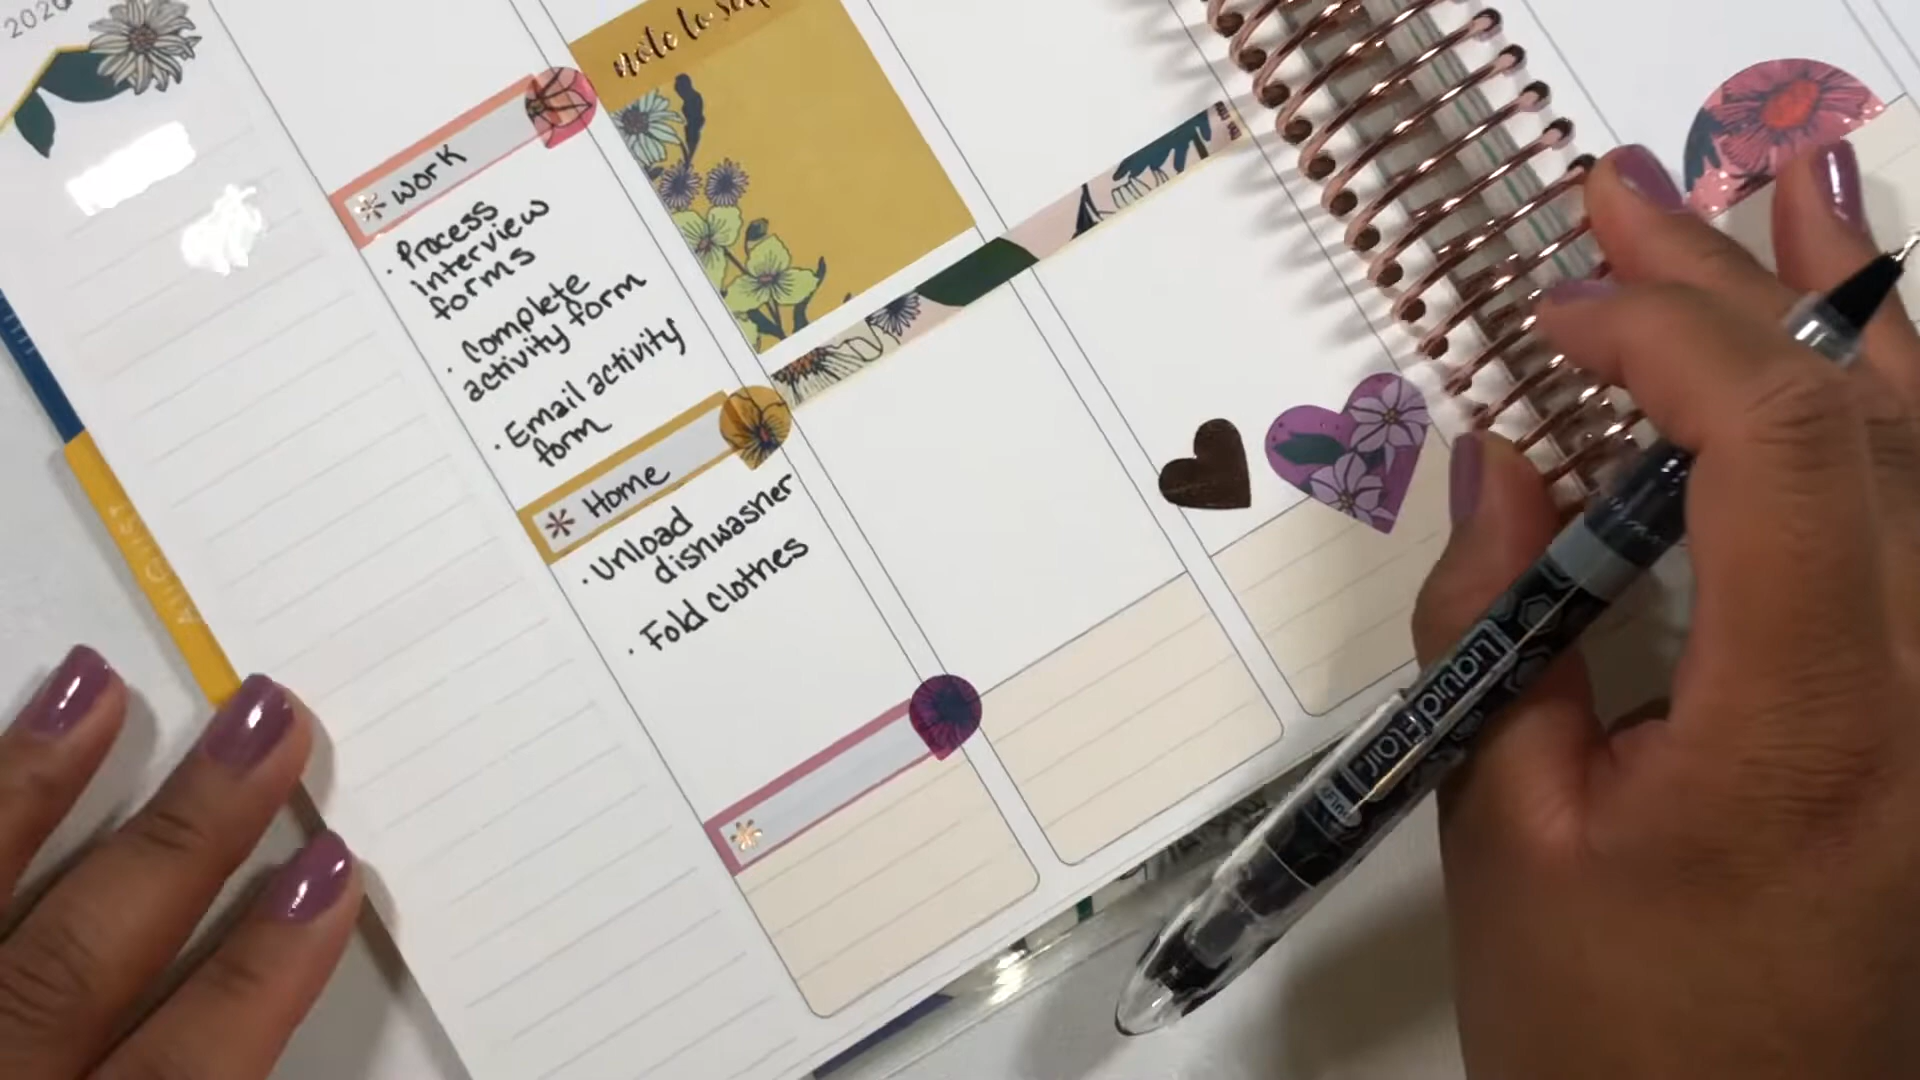 2020
note to self
work
• Process
interview
forms
• Complete
activity form
• Email activity
form
Home
• Unload
dishwasher
• Fold clothes
AUGUST
Liquid Flair